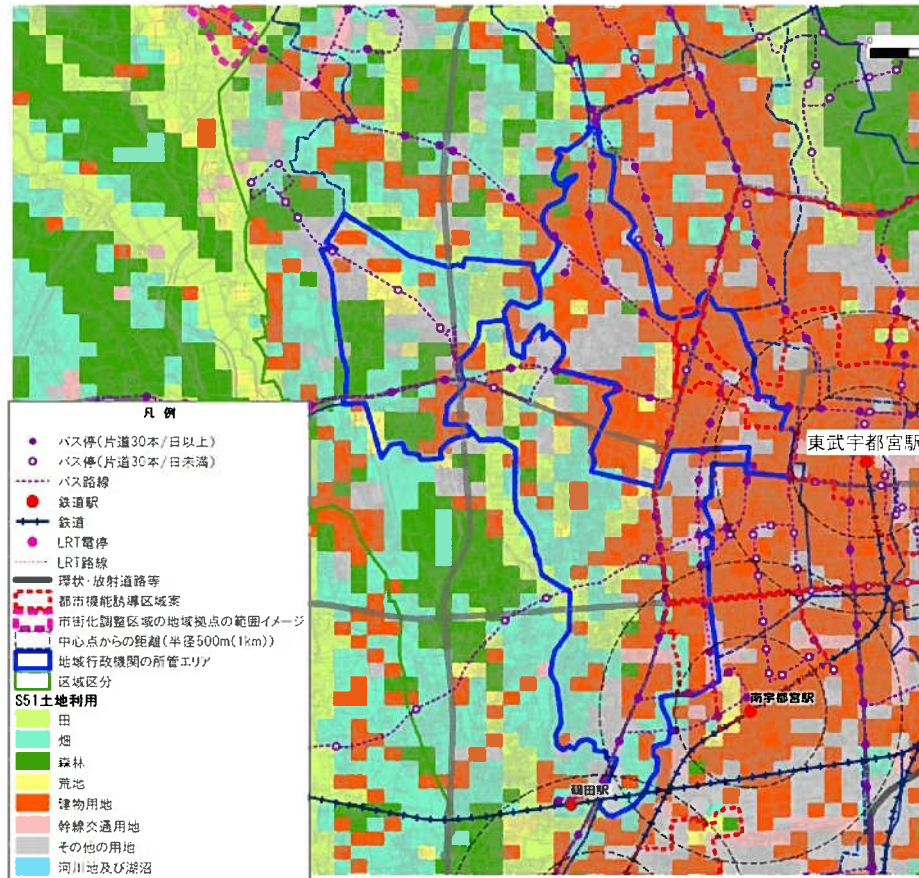 0
東武宇都宮駅
凡 例
バス停(片道30本/日以上)
バス停(片道30本/日未満)
バス路線
鉄道駅
鉄道
LRT電停
LRT路線
環状・放射道路等
都市機能誘導区域案
市街化調整区域の地域拠点の範囲イメージ
中心点からの距離(半径500m(1km))
地域行政機関の所管エリア
区域区分
S51土地利用
田
畑
森林
荒地
建物用地
幹線交通用地
その他の用地
河川地及び湖沼
南宇都宮駅
鶴田駅